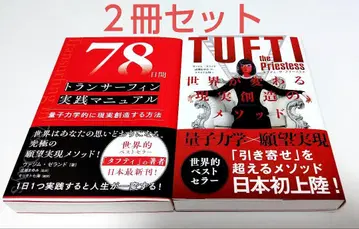 ２冊セット
78
日間
トランサーフィン
実践マニュアル
量子力学的に現実創造する方法
世界はあなたの思いどおりになる、
究極の
願望実現メソッド!
ヴァジム・ゼランド
世界的
ベストセラー
「タフティ」の著者
日本最新刊!
1日1つ実践すると人生が一変する!
TUFTI
the Priestess
世界の変わる
現実創造の
メソッド
量子力学×願望実現
世界的
ベスト
セラー
「引き寄せ」を
超えるメソッド
日本初上陸!